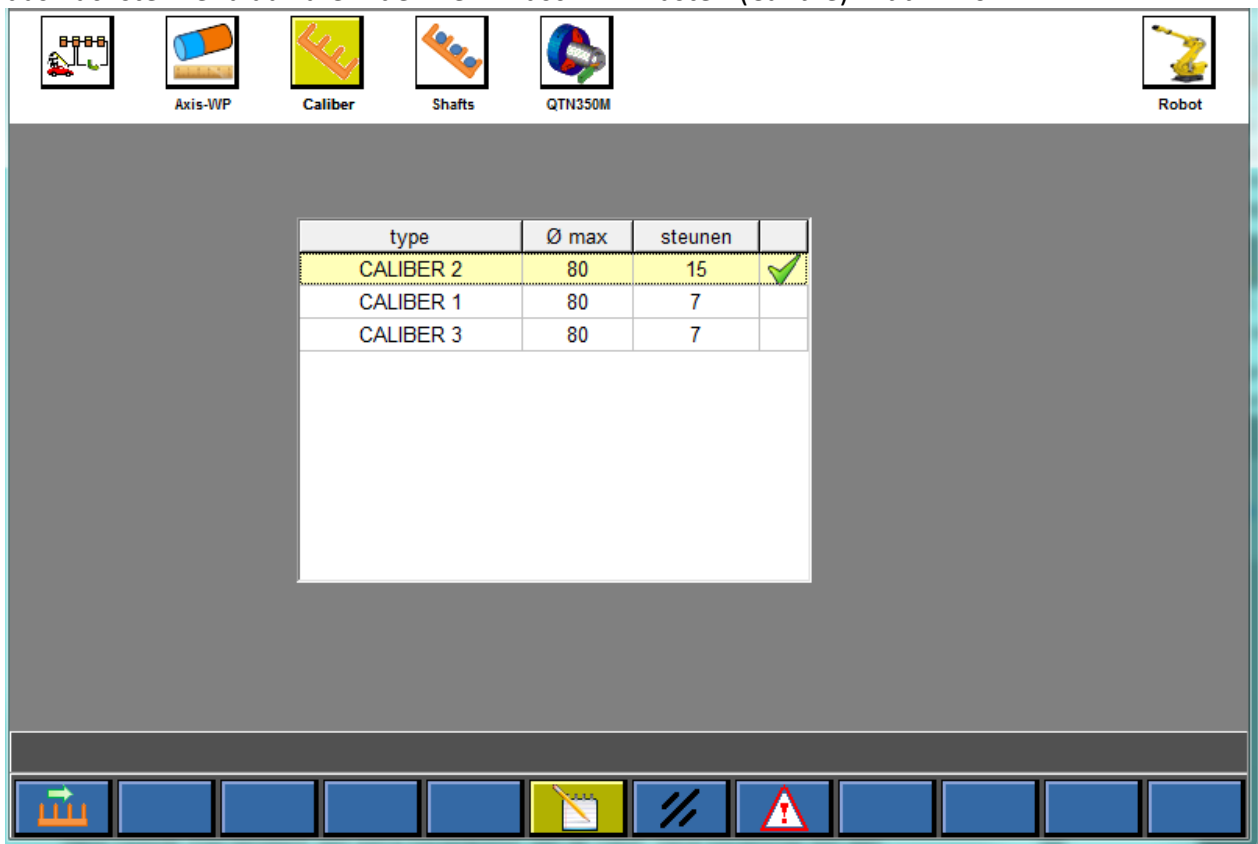 Axis-WP Caliber Shafts QTN350M Robot
type Ø max steunen
CALIBER 2 80 15
CALIBER 1 80 7
CALIBER 3 80 7